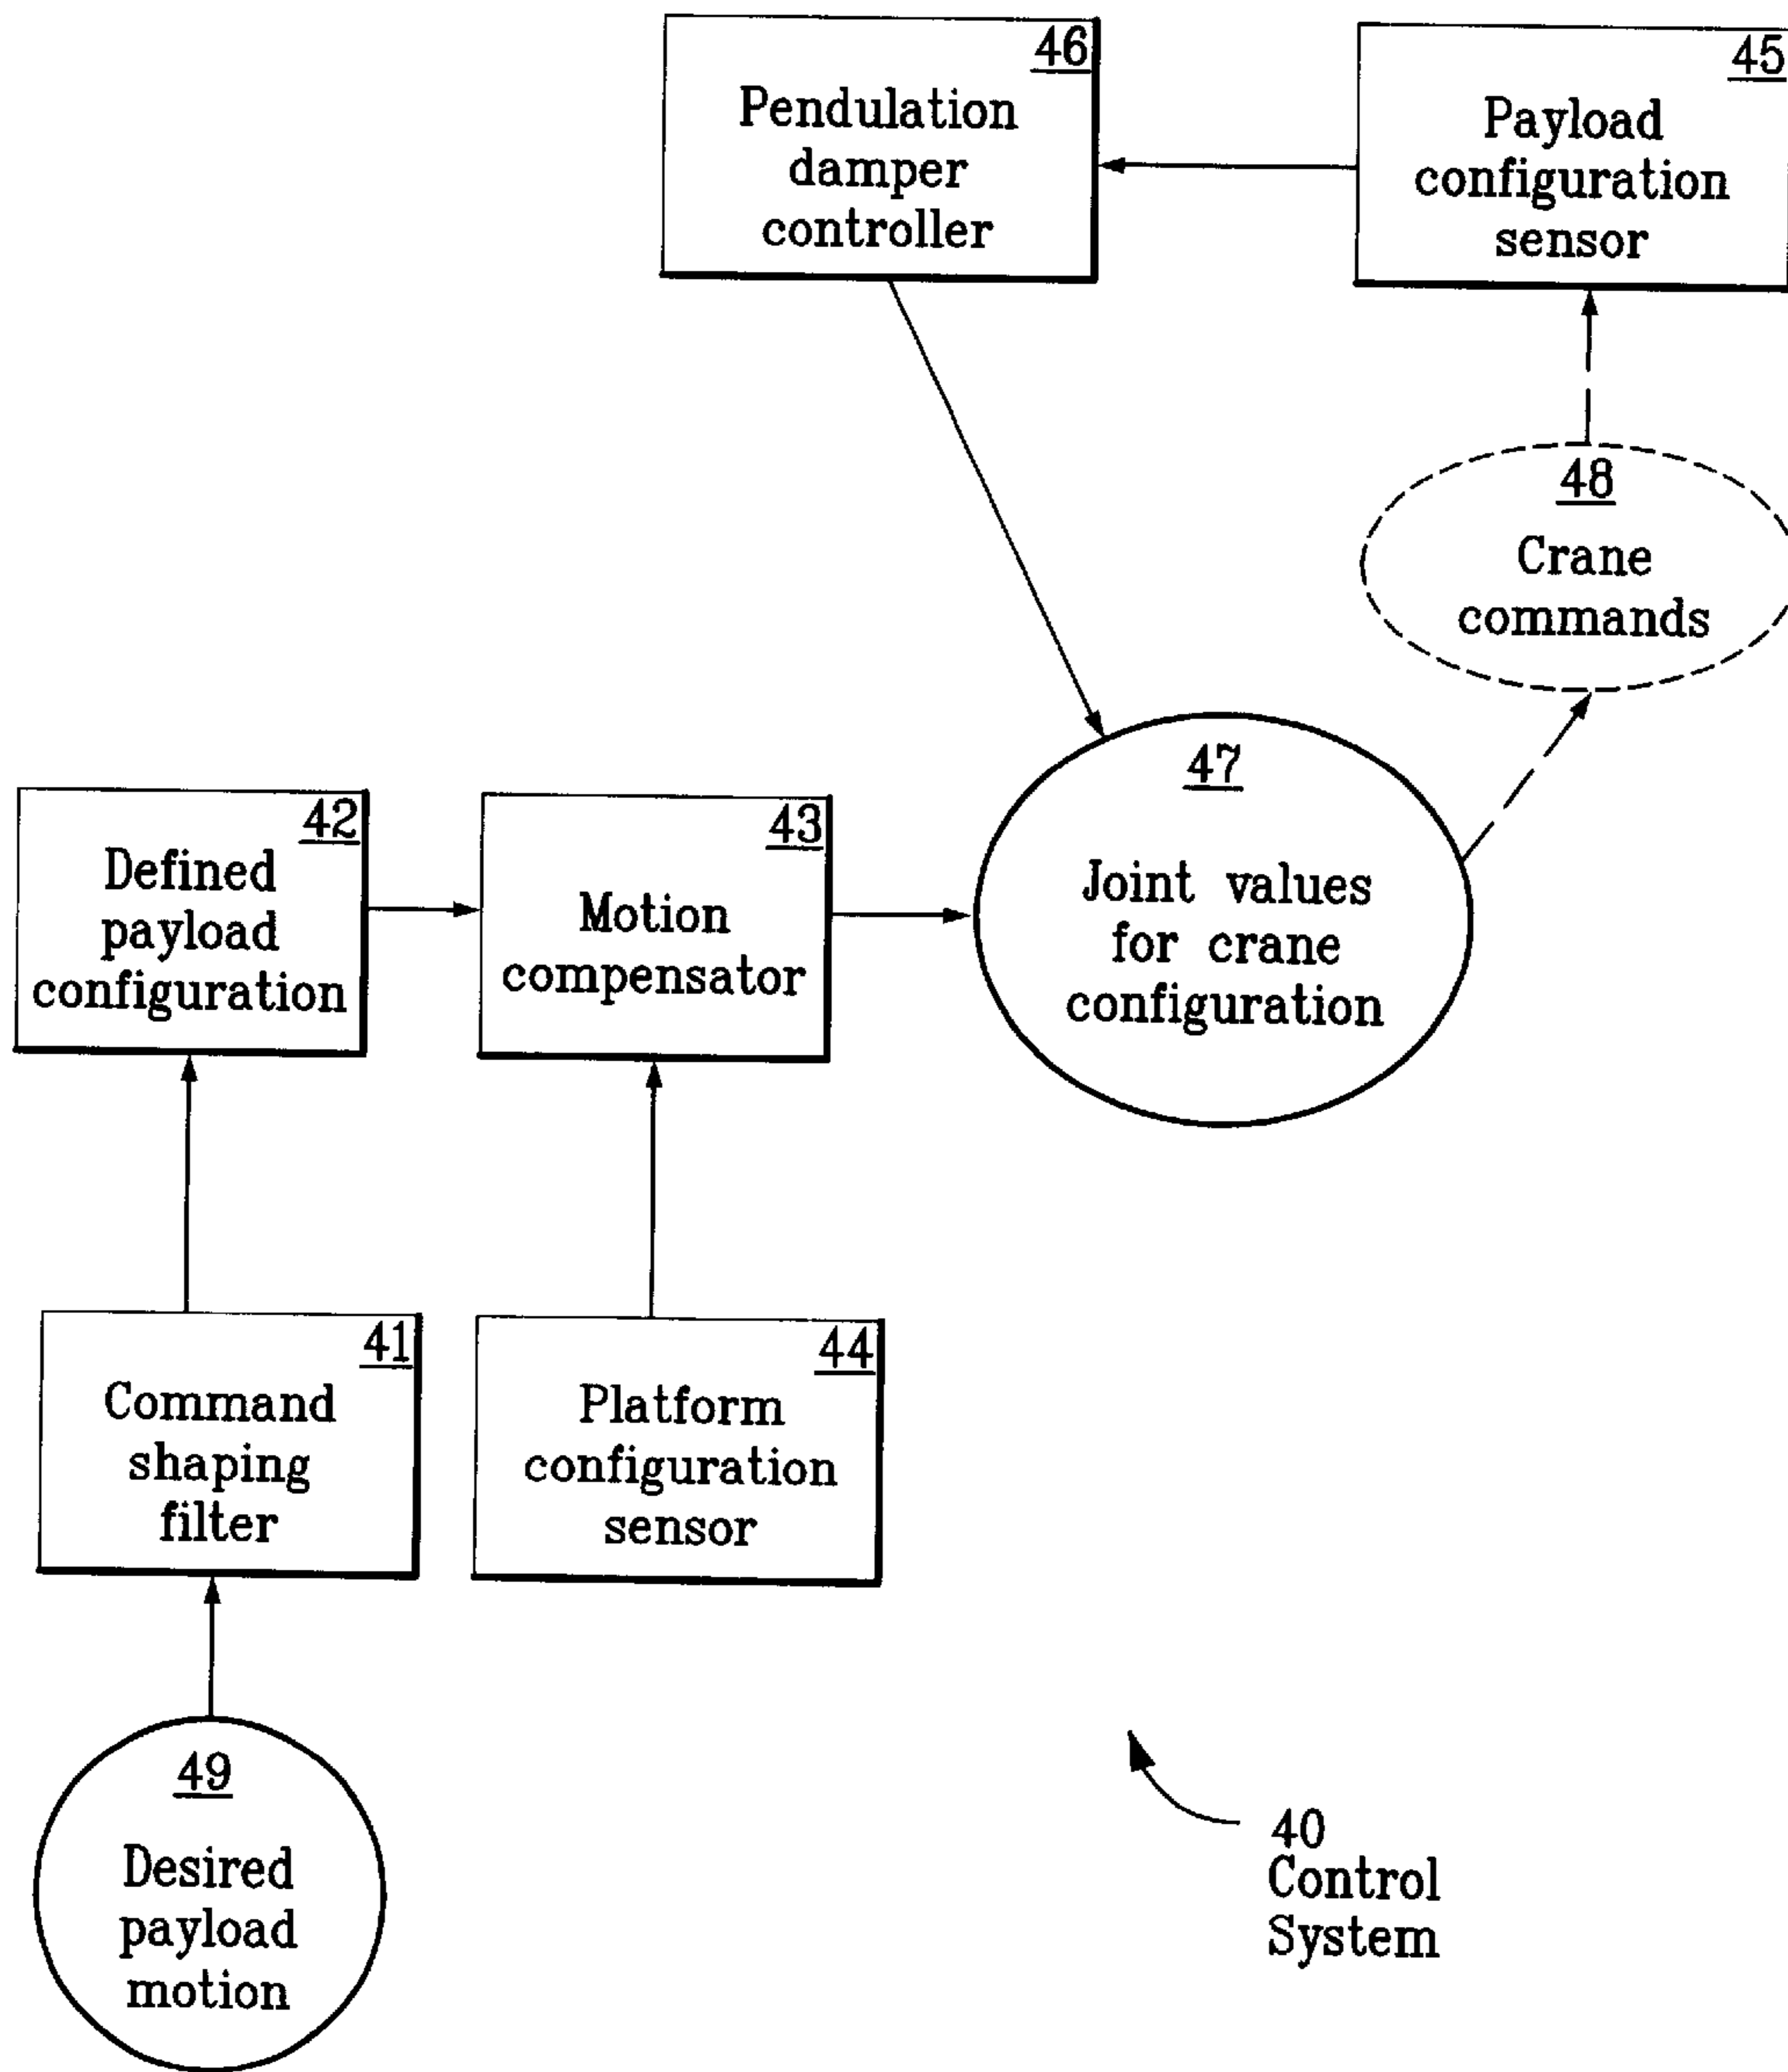 46
Pendulation
damper
controller
45
Payload
configuration
sensor
48
Crane
commands
47
Joint values
for crane
configuration
42
Defined
payload
configuration
43
Motion
compensator
41
Command
shaping
filter
44
Platform
configuration
sensor
49
Desired
payload
motion
40
Control
System